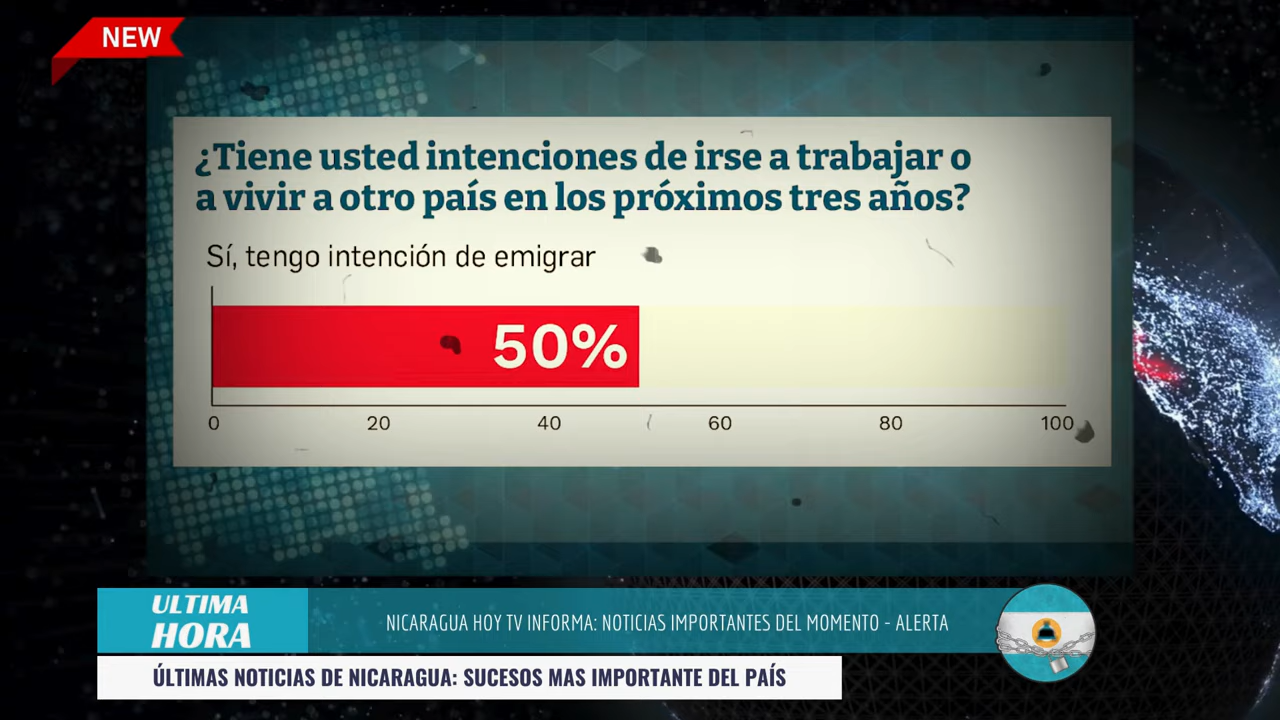 NEW
¿Tiene usted intenciones de irse a trabajar o
a vivir a otro país en los próximos tres años?
Sí, tengo intención de emigrar
50%
0 20 40 60 80 100
ULTIMA
HORA
NICARAGUA HOY TV INFORMA: NOTICIAS IMPORTANTES DEL MOMENTO - ALERTA
ÚLTIMAS NOTICIAS DE NICARAGUA: SUCESOS MAS IMPORTANTE DEL PAÍS